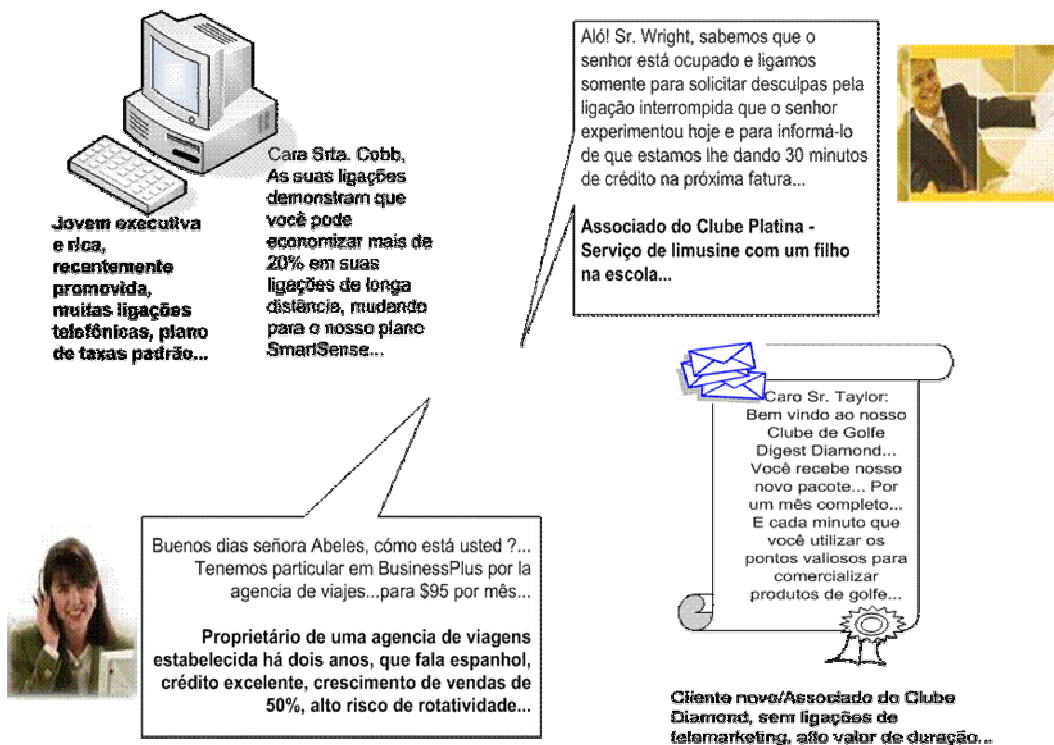 Cara Srta. Cobb,
As suas ligações
demonstram que
você pode
economizar mais de
20% em suas
ligações de longa
distância, mudando
para o nosso plano
SmartSense...
Jovem executiva
e rica,
recentemente
promovida,
muitas ligações
telefônicas, plano
de taxas padrão...
Aló! Sr. Wright, sabemos que o
senhor está ocupado e ligamos
somente para solicitar desculpas pela
ligação interrompida que o senhor
experimentou hoje e para informá-lo
de que estamos lhe dando 30 minutos
de crédito na próxima fatura...
Associado do Clube Platina -
Serviço de limusine com um filho
na escola...
Caro Sr. Taylor:
Bem vindo ao nosso
Clube de Golfe
Digest Diamond...
Você recebe nosso
novo pacote... Por
um mês completo...
E cada minuto que
você utilizar os
pontos valiosos para
comercializar
produtos de golfe...
Cliente novo/Associado do Clube
Diamond, sem ligações de
telemarketing, alto valor de duração...
Buenos dias señora Abeles, cómo está usted ?...
Tenemos particular em BusinessPlus por la
agencia de viajes...para $95 por mês...
Proprietário de uma agencia de viagens
estabelecida há dois anos, que fala espanhol,
crédito excelente, crescimento de vendas de
50%, alto risco de rotatividade...